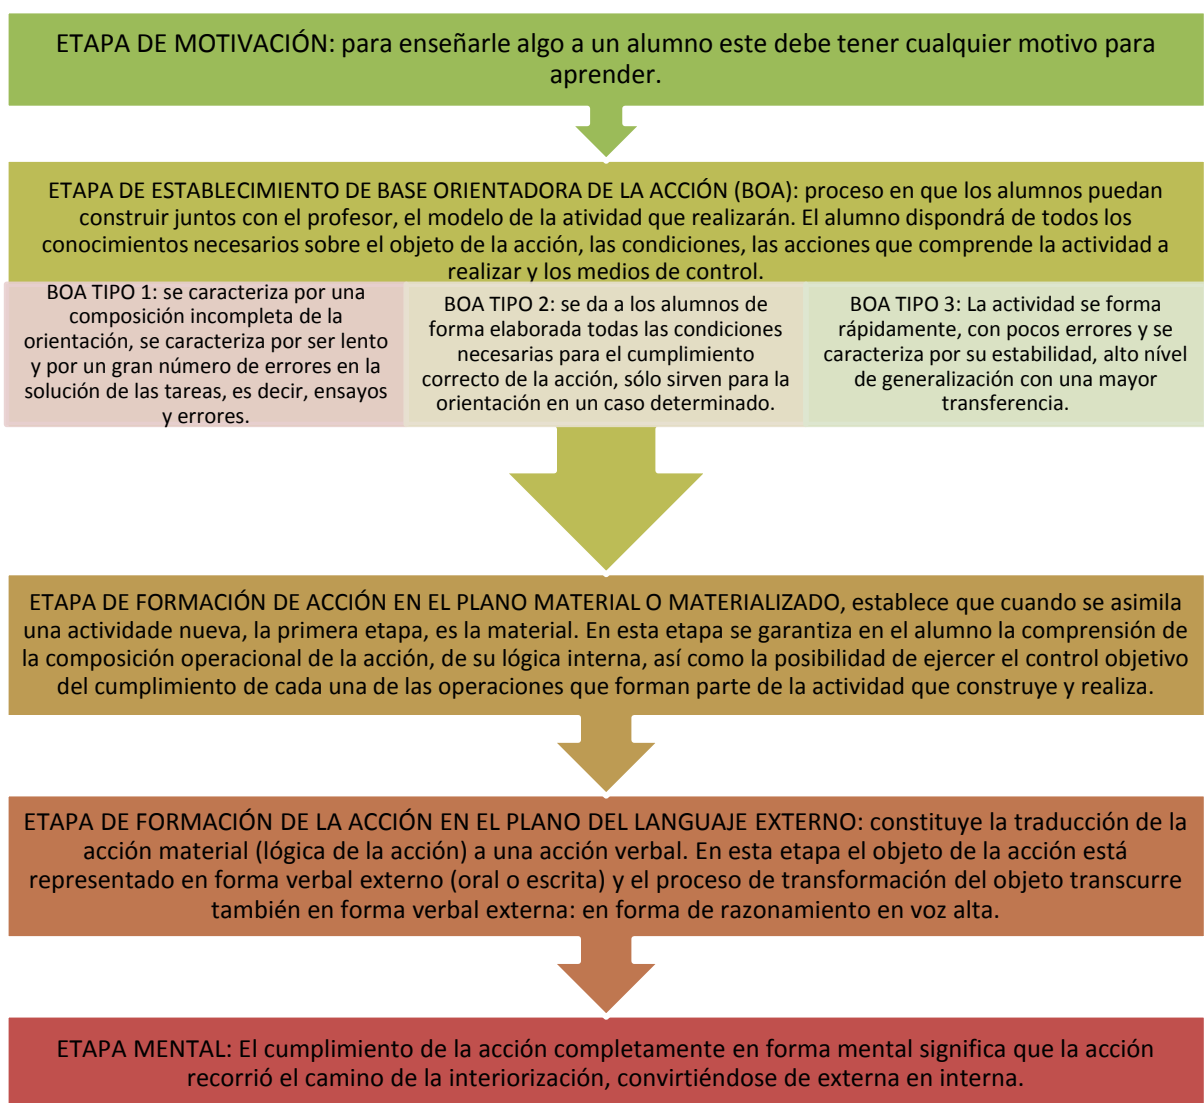 ETAPA DE MOTIVACIÓN: para enseñarle algo a un alumno este debe tener cualquier motivo para
aprender.
ETAPA DE ESTABLECIMIENTO DE BASE ORIENTADORA DE LA ACCIÓN (BOA): proceso en que los alumnos puedan
construir juntos con el profesor, el modelo de la atividad que realizarán. El alumno dispondrá de todos los
conocimientos necesarios sobre el objeto de la acción, las condiciones, las acciones que comprende la actividad a
realizar y los medios de control.
BOA TIPO 1: se caracteriza por una
composición incompleta de la
orientación, se caracteriza por ser lento
y por un gran número de errores en la
solución de las tareas, es decir, ensayos
y errores.
BOA TIPO 2: se da a los alumnos de
forma elaborada todas las condiciones
necesarias para el cumplimiento
correcto de la acción, sólo sirven para la
orientación en un caso determinado.
BOA TIPO 3: La actividad se forma
rápidamente, con pocos errores y se
caracteriza por su estabilidad, alto nível
de generalización con una mayor
transferencia.
ETAPA DE FORMACIÓN DE ACCIÓN EN EL PLANO MATERIAL O MATERIALIZADO, establece que cuando se asimila
una actividade nueva, la primera etapa, es la material. En esta etapa se garantiza en el alumno la comprensión de
la composición operacional de la acción, de su lógica interna, así como la posibilidad de ejercer el control objetivo
del cumplimiento de cada una de las operaciones que forman parte de la actividad que construye y realiza.
ETAPA DE FORMACIÓN DE LA ACCIÓN EN EL PLANO DEL LANGUAJE EXTERNO: constituye la traducción de la
acción material (lógica de la acción) a una acción verbal. En esta etapa el objeto de la acción está
representado en forma verbal externo (oral o escrita) y el proceso de transformación del objeto transcurre
también en forma verbal externa: en forma de razonamiento en voz alta.
ETAPA MENTAL: El cumplimiento de la acción completamente en forma mental significa que la acción
recorrió el camino de la interiorización, convirtiéndose de externa en interna.